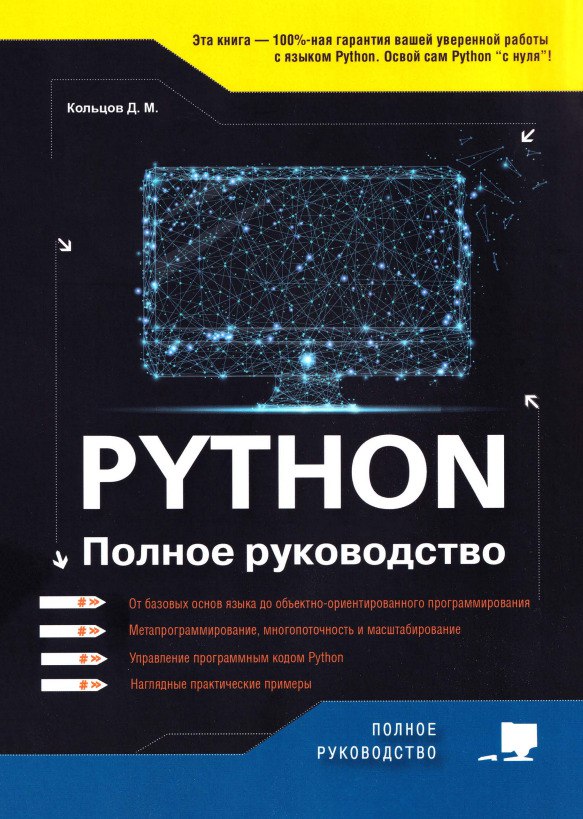 Эта книга — 100%-ная гарантия вашей уверенной работы
с языком Python. Освой сам Python “с нуля”!
Кольцов Д. М.
PYTHON
Полное руководство
#» От базовых основ языка до объектно-ориентированного программирования
#» Метапрограммирование, многопоточность и масштабирование
#» Управление программным кодом Python
#» Наглядные практические примеры
ПОЛНОЕ
РУКОВОДСТВО